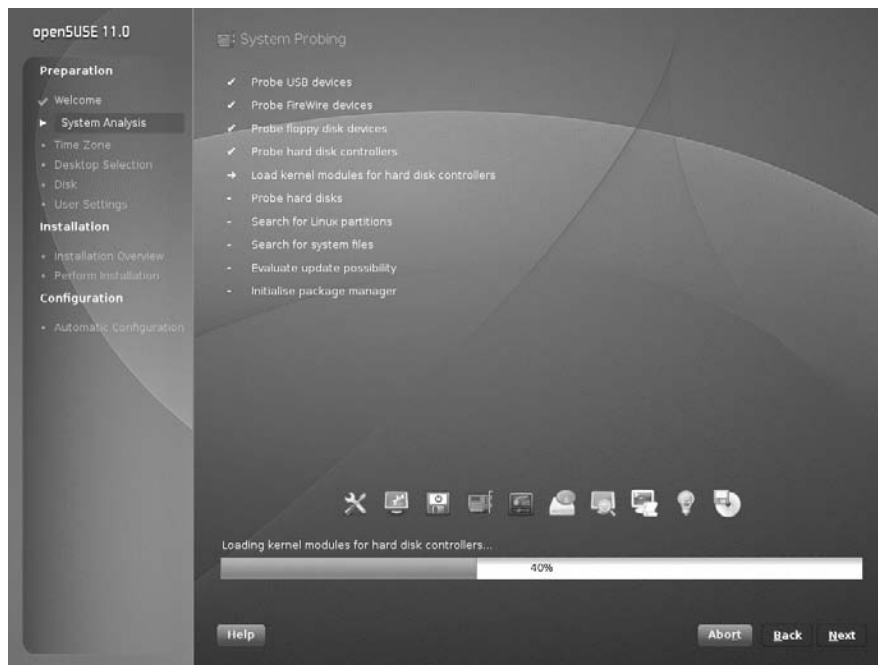 openSUSE 11.0
Preparation
Welcome
System Analysis
Time Zone
Desktop Selection
Disk
User Settings
Installation
Installation Overview
Perform Installation
Configuration
Automatic Configuration
System Probing
Probe USB devices
Probe FireWire devices
Probe floppy disk devices
Probe hard disk controllers
Load kernel modules for hard disk controllers
Probe hard disks
Search for Linux partitions
Search for system files
Evaluate update possibility
Initialise package manager
Loading kernel modules for hard disk controllers...
40%
Help
Abort
Back
Next